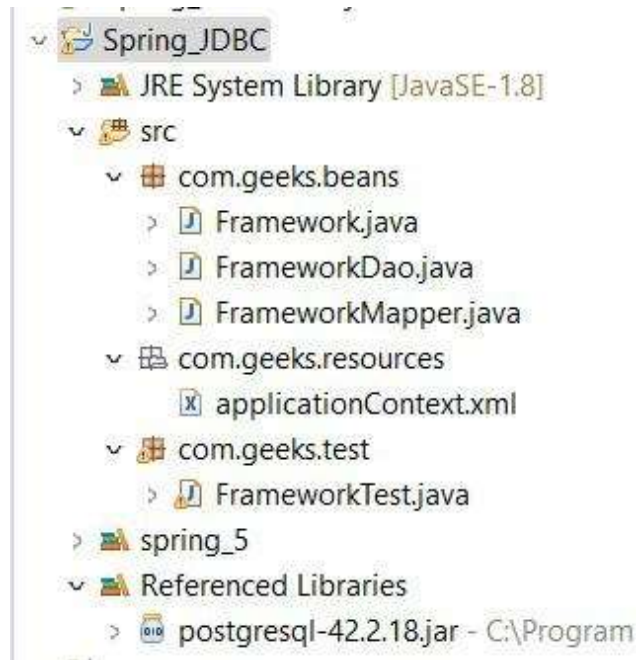 Spring_JDBC
JRE System Library [JavaSE-1.8]
src
com.geeks.beans
Framework.java
FrameworkDao.java
FrameworkMapper.java
com.geeks.resources
applicationContext.xml
com.geeks.test
FrameworkTest.java
spring_5
Referenced Libraries
postgresql-42.2.18.jar - C:\Program